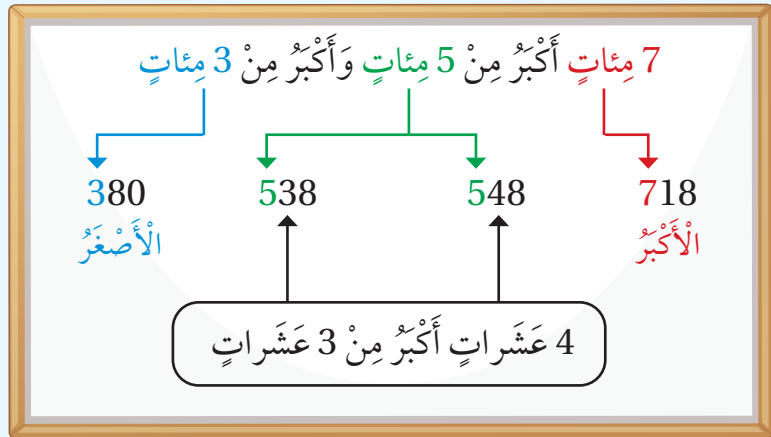 7 مِئاتٍ أَكْبَرُ مِنْ 5 مِئاتٍ وَأَكْبَرُ مِنْ 3 مِئاتٍ
718 548 538 380
الْأَكْبَرُ الْأَصْغَرُ
4 عَشَراتٍ أَكْبَرُ مِنْ 3 عَشَراتٍ